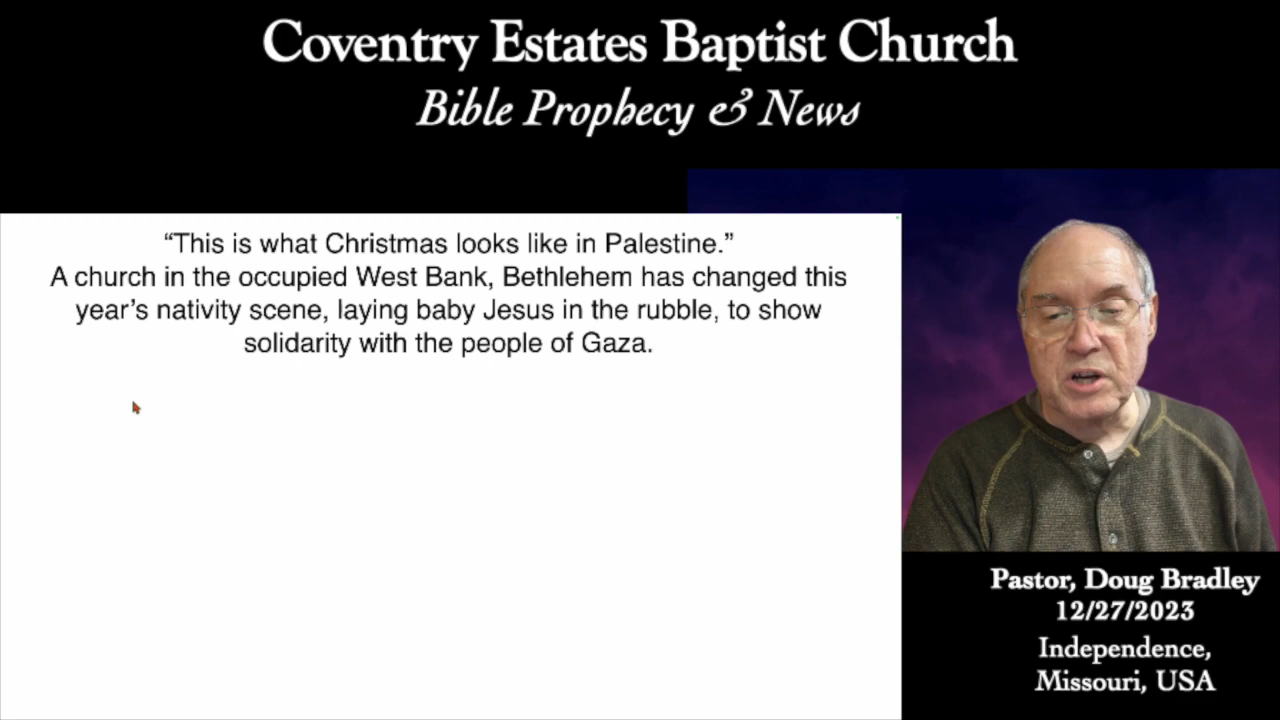 Coventry Estates Baptist Church
Bible Prophecy & News
“This is what Christmas looks like in Palestine.”
A church in the occupied West Bank, Bethlehem has changed this
year’s nativity scene, laying baby Jesus in the rubble, to show
solidarity with the people of Gaza.
Pastor, Doug Bradley
12/27/2023
Independence,
Missouri, USA